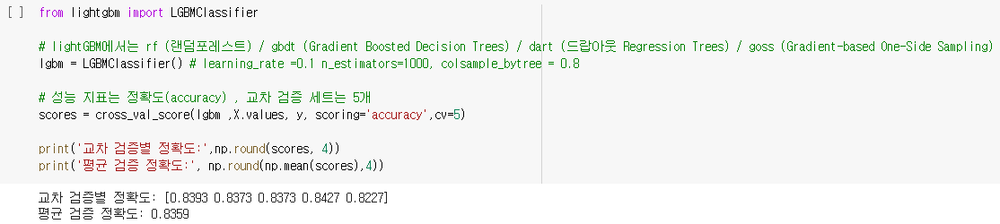 [ ] from lightgbm import LGBMClassifier
# lightGBM에서는 rf (랜덤포레스트) / gbdt (Gradient Boosted Decision Trees) / dart (드랍아웃 Regression Trees) / goss (Gradient-based One-Side Sampling)
lgbm = LGBMClassifier() # learning_rate =0.1 n_estimators=1000, colsample_bytree = 0.8
# 성능 지표는 정확도(accuracy) , 교차 검증 세트는 5개
scores = cross_val_score(lgbm ,X.values, y, scoring='accuracy',cv=5)
print('교차 검증별 정확도:',np.round(scores, 4))
print('평균 검증 정확도:', np.round(np.mean(scores),4))
교차 검증별 정확도: [0.8393 0.8373 0.8373 0.8427 0.8227]
평균 검증 정확도: 0.8359